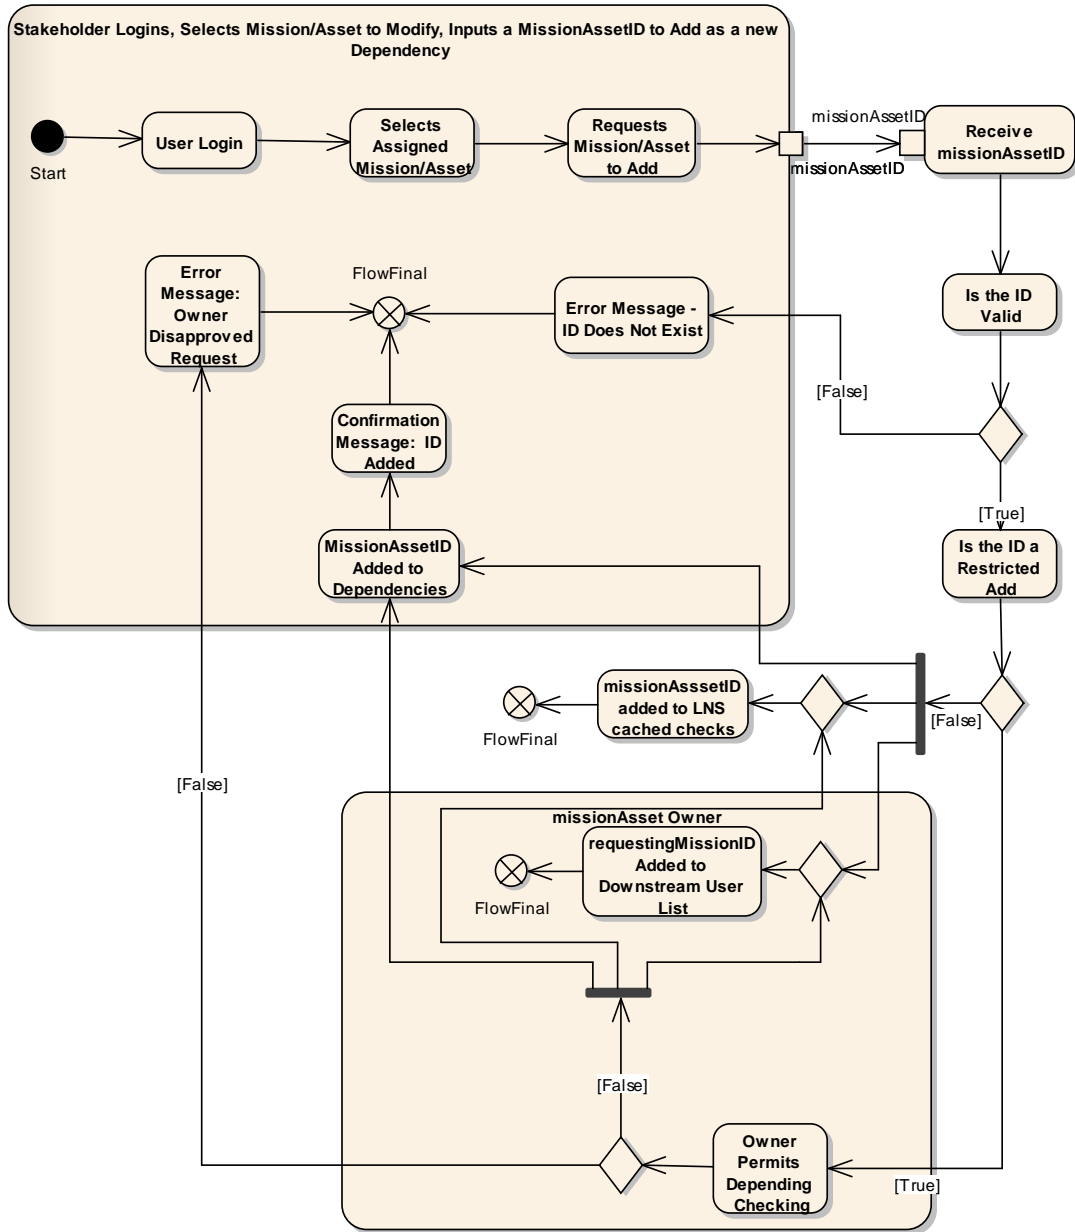 Stakeholder Logins, Selects Mission/Asset to Modify, Inputs a MissionAssetID to Add as a new
Dependency
Start
User Login
Selects
Assigned
Mission/Asset
Requests
Mission/Asset
to Add
missionAssetID
missionAssetID
Receive
missionAssetID
Error
Message:
Owner
Disapproved
Request
FlowFinal
Error Message -
ID Does Not Exist
Is the ID
Valid
[False]
Confirmation
Message: ID
Added
[True]
MissionAssetID
Added to
Dependencies
Is the ID a
Restricted
Add
missionAsssetID
added to LNS
cached checks
FlowFinal
[False]
[False]
missionAsset Owner
requestingMissionID
Added to
Downstream User
List
FlowFinal
[False]
Owner
Permits
Depending
Checking
[True]